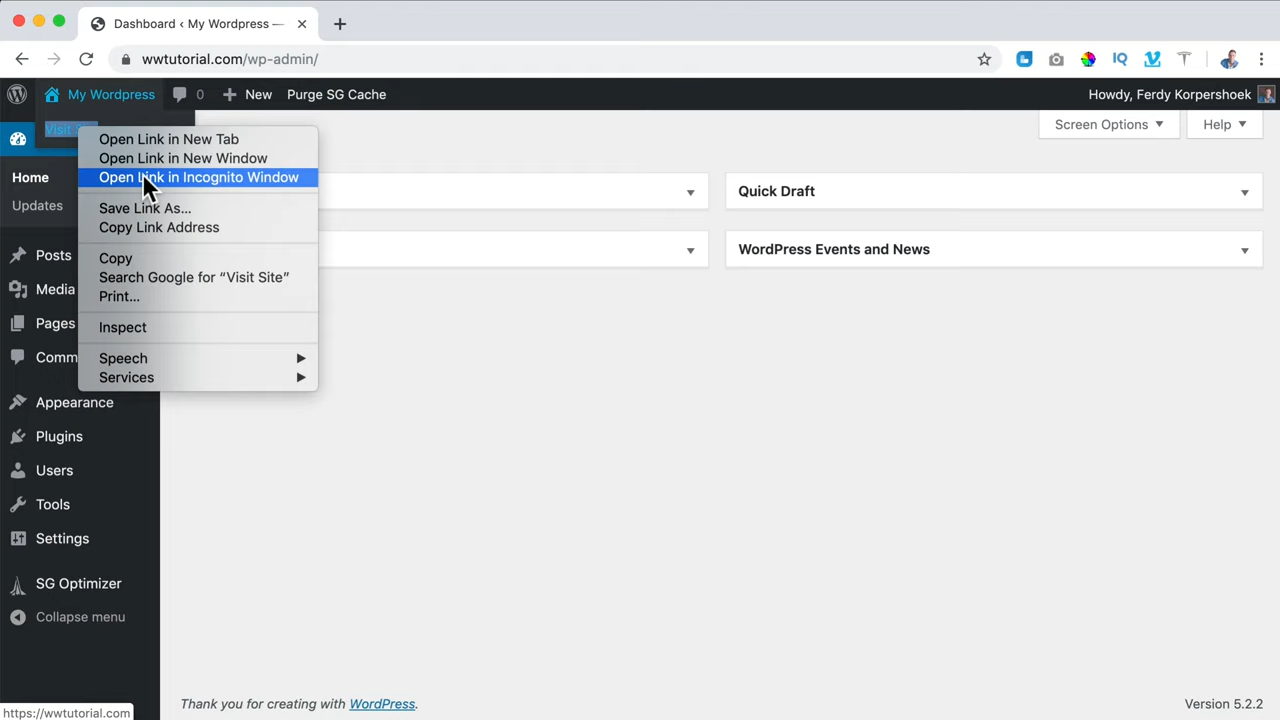 Dashboard ‹ My Wordpress —
wwtutorial.com/wp-admin/
My Wordpress
0
New
Purge SG Cache
Howdy, Ferdy Korpershoek
Visit
Screen Options
Help
Open Link in New Tab
Open Link in New Window
Open Link in Incognito Window
Save Link As...
Copy Link Address
Copy
Search Google for “Visit Site”
Print...
Inspect
Speech
Services
Home
Updates
Posts
Media
Pages
Comm
Appearance
Plugins
Users
Tools
Settings
SG Optimizer
Collapse menu
Quick Draft
WordPress Events and News
Thank you for creating with WordPress.
Version 5.2.2
https://wwtutorial.com